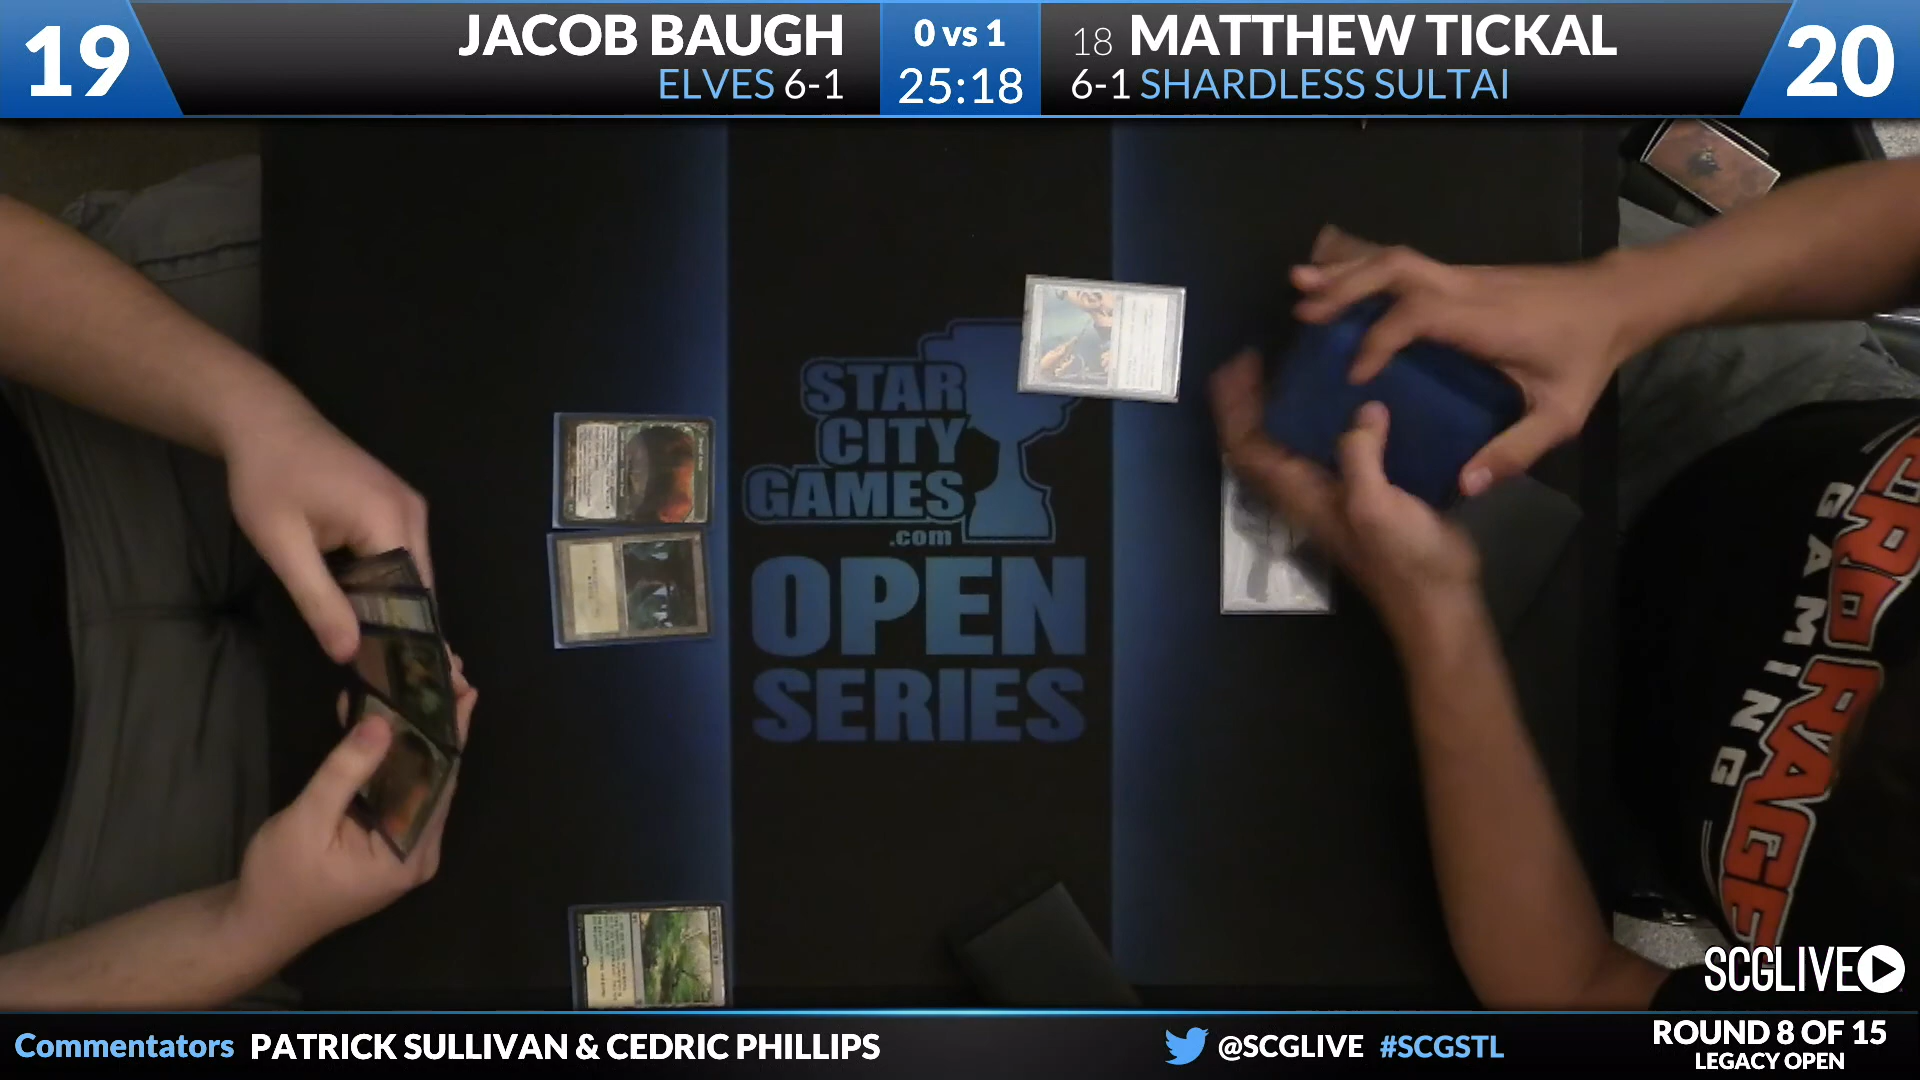 19
JACOB BAUGH
ELVES 6-1
0 vs 1
25:18
18 MATTHEW TICKAL
6-1 SHARDLESS SULTAI
20
STAR
CITY
GAMES
.com
OPEN
SERIES
GAMING
RAGE
SCGLIVE
Commentators PATRICK SULLIVAN & CEDRIC PHILLIPS
@SCGLIVE #SCGSTL
ROUND 8 OF 15
LEGACY OPEN